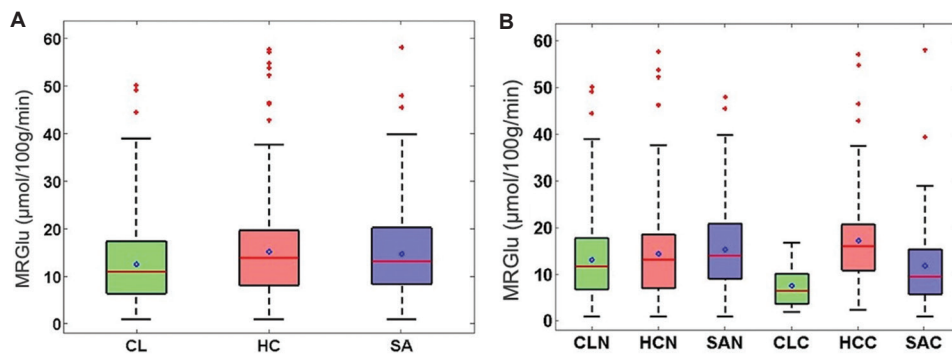 A
MRGlu (μmol/100g/min)
60
50
40
30
20
10
0
CL HC SA
B
MRGlu (μmol/100g/min)
60
50
40
30
20
10
0
CLN HCN SAN CLC HCC SAC